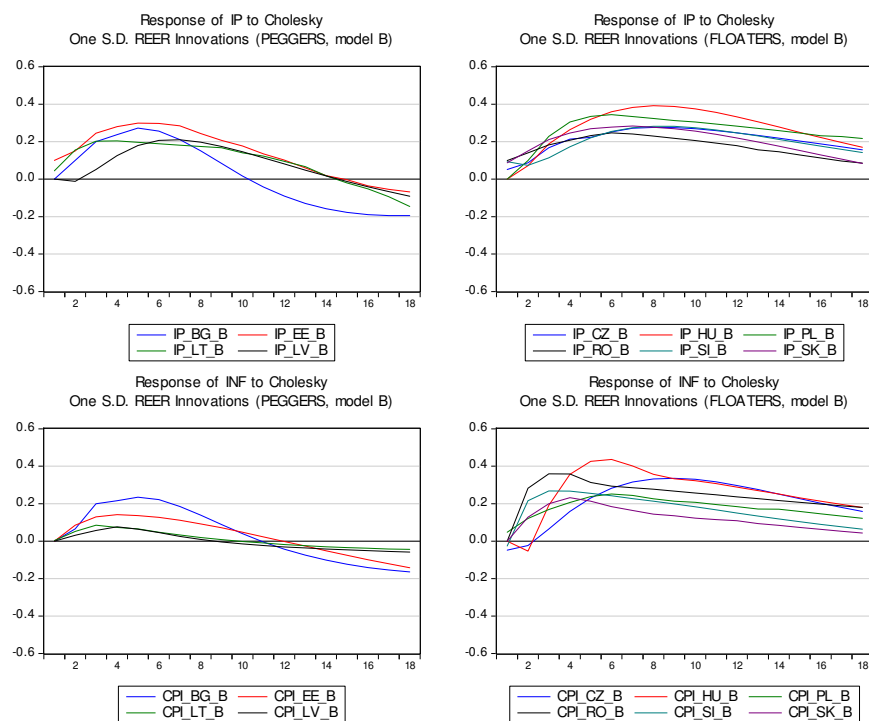 Response of IP to Cholesky
One S.D. REER Innovations (PEGGERS, model B)
0.6
0.4
0.2
0.0
-0.2
-0.4
-0.6
2 4 6 8 10 12 14 16 18
IP_BG_B IP_EE_B
IP_LT_B IP_LV_B
Response of IP to Cholesky
One S.D. REER Innovations (FLOATERS, model B)
0.6
0.4
0.2
0.0
-0.2
-0.4
-0.6
2 4 6 8 10 12 14 16 18
IP_CZ_B IP_HU_B IP_PL_B
IP_RO_B IP_SI_B IP_SK_B
Response of INF to Cholesky
One S.D. REER Innovations (PEGGERS, model B)
0.6
0.4
0.2
0.0
-0.2
-0.4
-0.6
2 4 6 8 10 12 14 16 18
CPI_BG_B CPI_EE_B
CPI_LT_B CPI_LV_B
Response of INF to Cholesky
One S.D. REER Innovations (FLOATERS, model B)
0.6
0.4
0.2
0.0
-0.2
-0.4
-0.6
2 4 6 8 10 12 14 16 18
CPI_CZ_B CPI_HU_B CPI_PL_B
CPI_RO_B CPI_SI_B CPI_SK_B